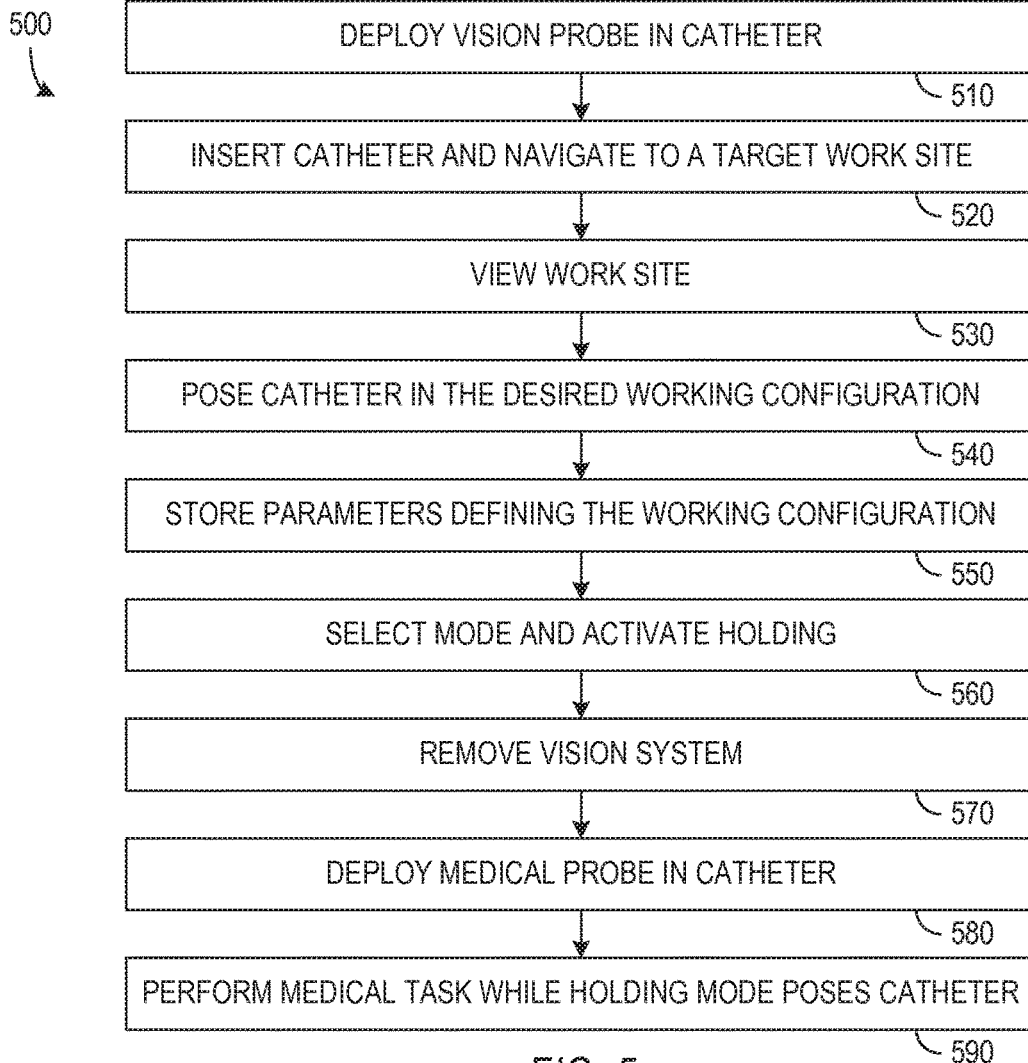 500
DEPLOY VISION PROBE IN CATHETER
510
INSERT CATHETER AND NAVIGATE TO A TARGET WORK SITE
520
VIEW WORK SITE
530
POSE CATHETER IN THE DESIRED WORKING CONFIGURATION
540
STORE PARAMETERS DEFINING THE WORKING CONFIGURATION
550
SELECT MODE AND ACTIVATE HOLDING
560
REMOVE VISION SYSTEM
570
DEPLOY MEDICAL PROBE IN CATHETER
580
PERFORM MEDICAL TASK WHILE HOLDING MODE POSES CATHETER
590